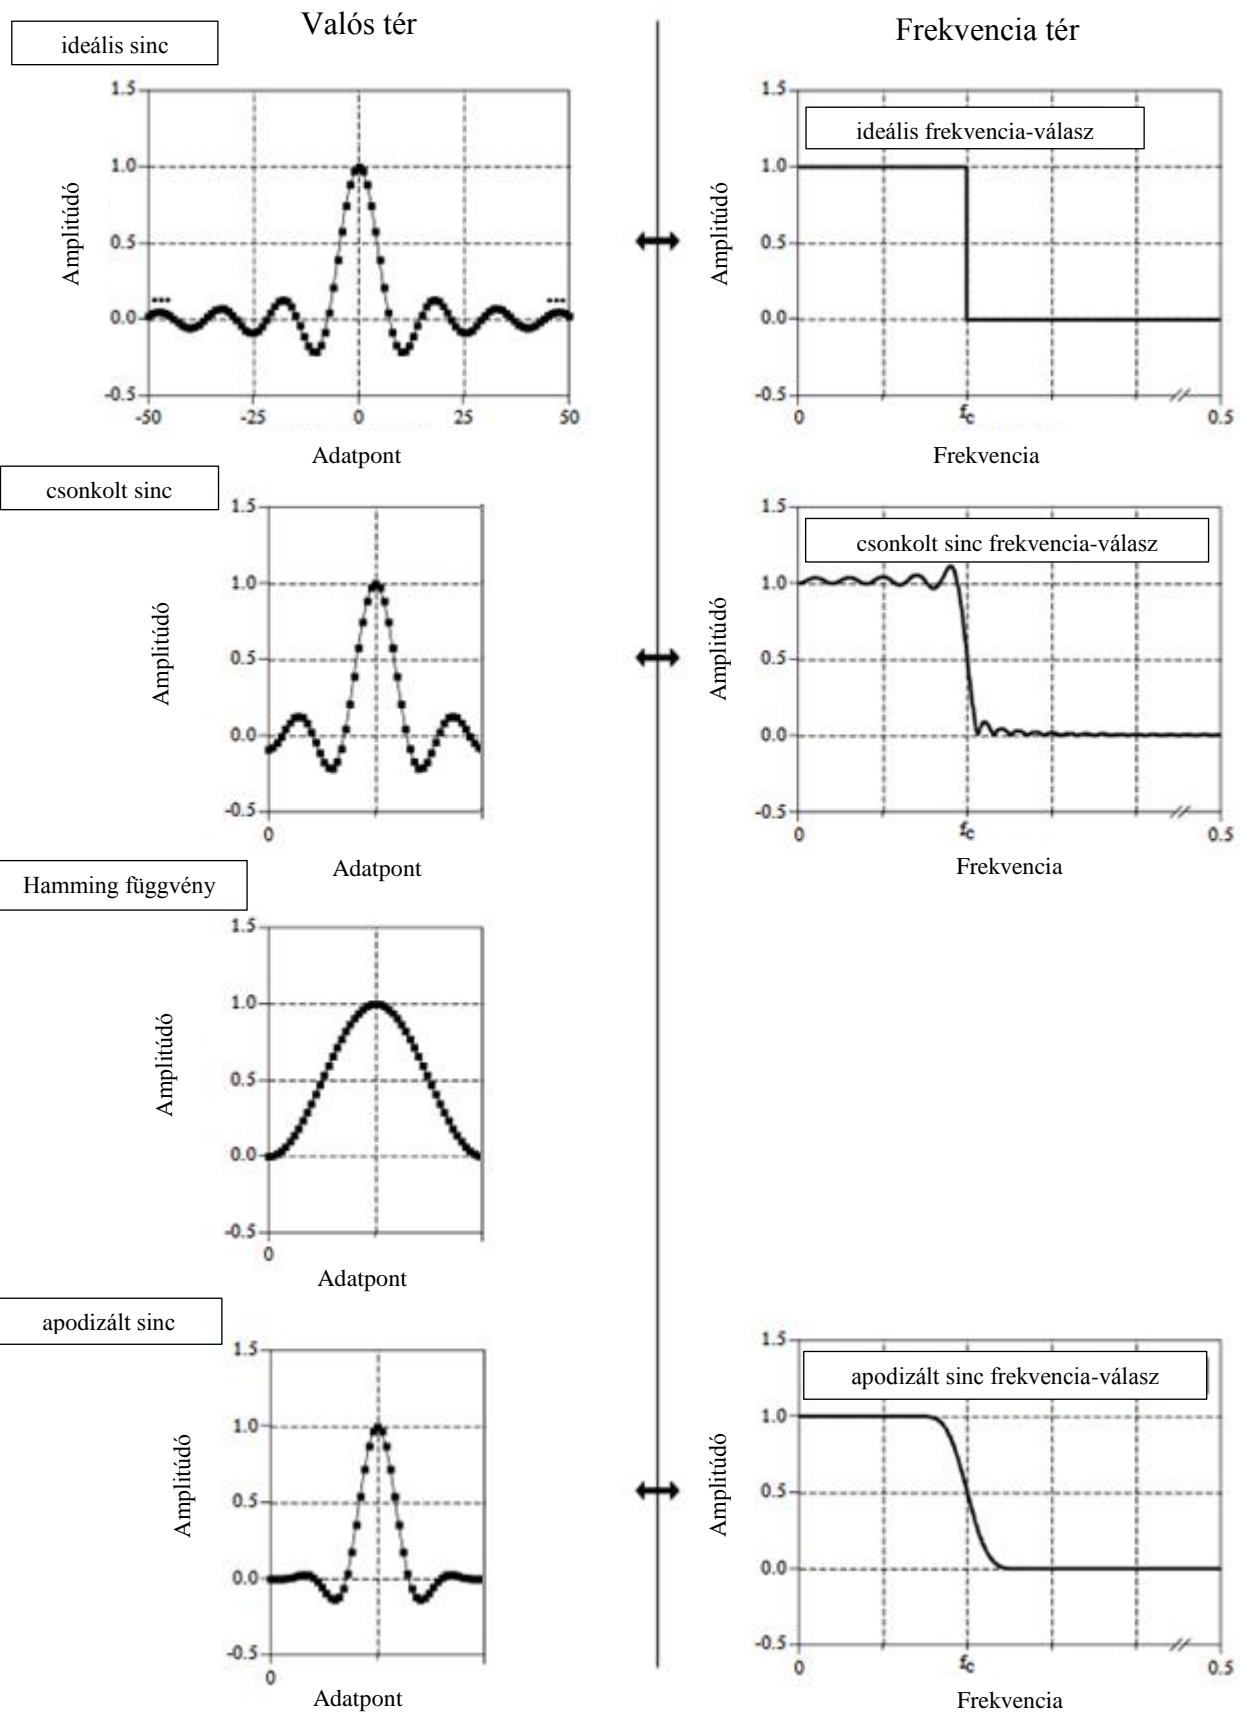 Valós tér
Frekvencia tér
ideális sinc
1.5
1.0
0.5
0.0
-0.5
-50
-25
0
25
50
Amplitúdó
Adatpont
ideális frekvencia-válasz
1.5
1.0
0.5
0.0
-0.5
0
fc
0.5
Amplitúdó
Frekvencia
csonkolt sinc
1.5
1.0
0.5
0.0
-0.5
0
Amplitúdó
Adatpont
csonkolt sinc frekvencia-válasz
1.5
1.0
0.5
0.0
-0.5
0
fc
0.5
Amplitúdó
Frekvencia
Hamming függvény
1.5
1.0
0.5
0.0
-0.5
0
Amplitúdó
Adatpont
apodizált sinc
1.5
1.0
0.5
0.0
-0.5
0
Amplitúdó
Adatpont
apodizált sinc frekvencia-válasz
1.5
1.0
0.5
0.0
-0.5
0
fc
0.5
Amplitúdó
Frekvencia